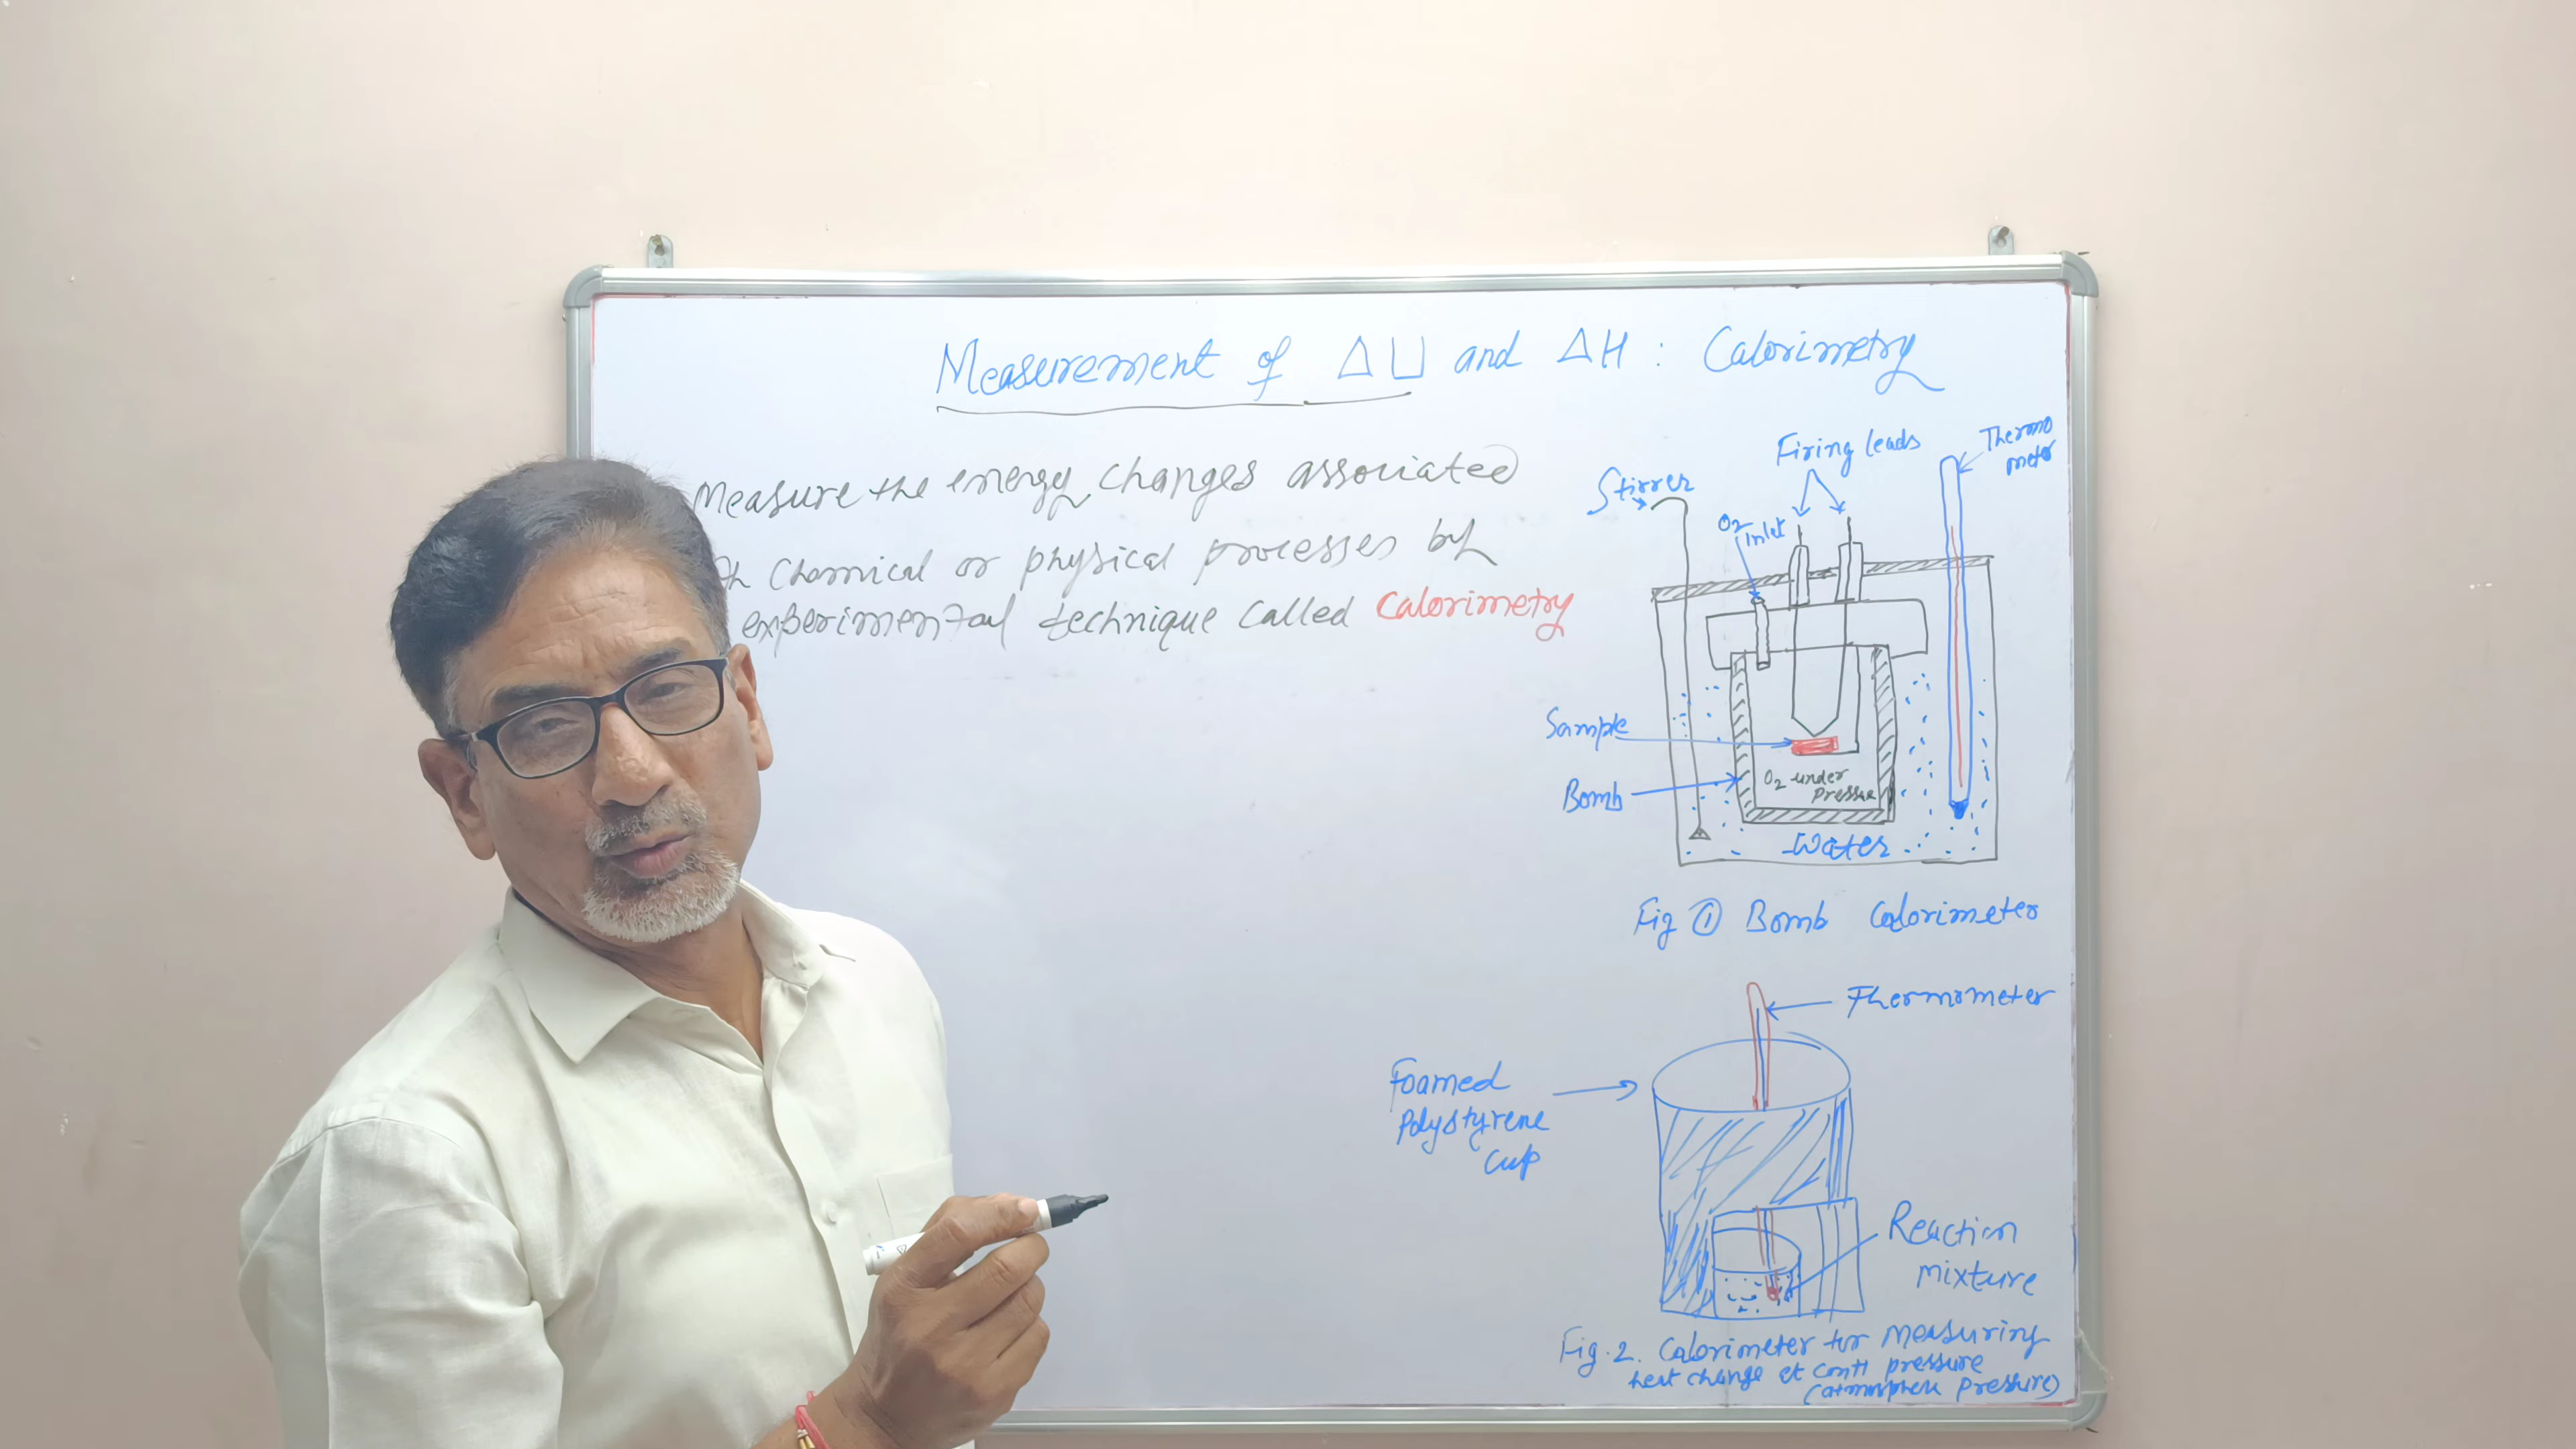 Measurement of ΔU and ΔH : Calorimetry
Measure the energy changes associated
th Chemical or physical processes by
experimental technique called Calorimetry
Stirrer
Firing leads
Thermo
meter
O2
inlet
Sample
Bomb
O2 under
pressure
Water
Fig ① Bomb Calorimeter
Thermometer
Foamed
Polystyrene
Cup
Reaction
mixture
Fig. 2. Calorimeter for Measuring
heat change at pressure
(atmospheric pressure)